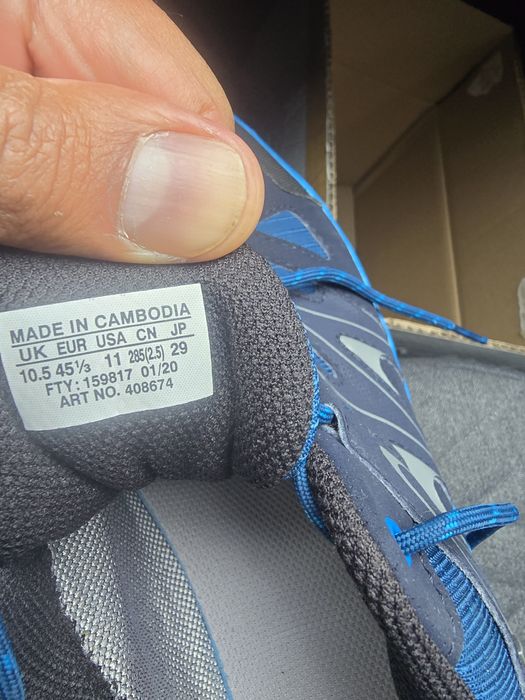 MADE IN CAMBODIA
UK EUR USA CN JP
10.5 45⅓ 11 285(2.5) 29
FTY: 159817 01/20
ART NO. 408674